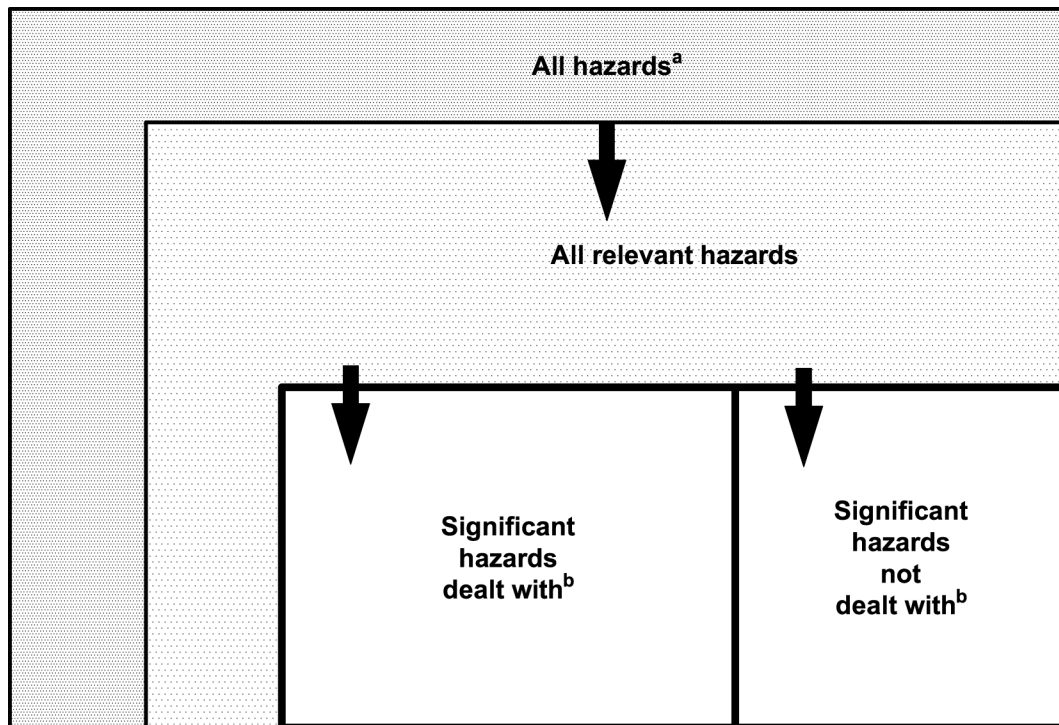 All hazardsᵃ
All relevant hazards
Significant
hazards
dealt withᵇ
Significant
hazards
not
dealt withᵇ